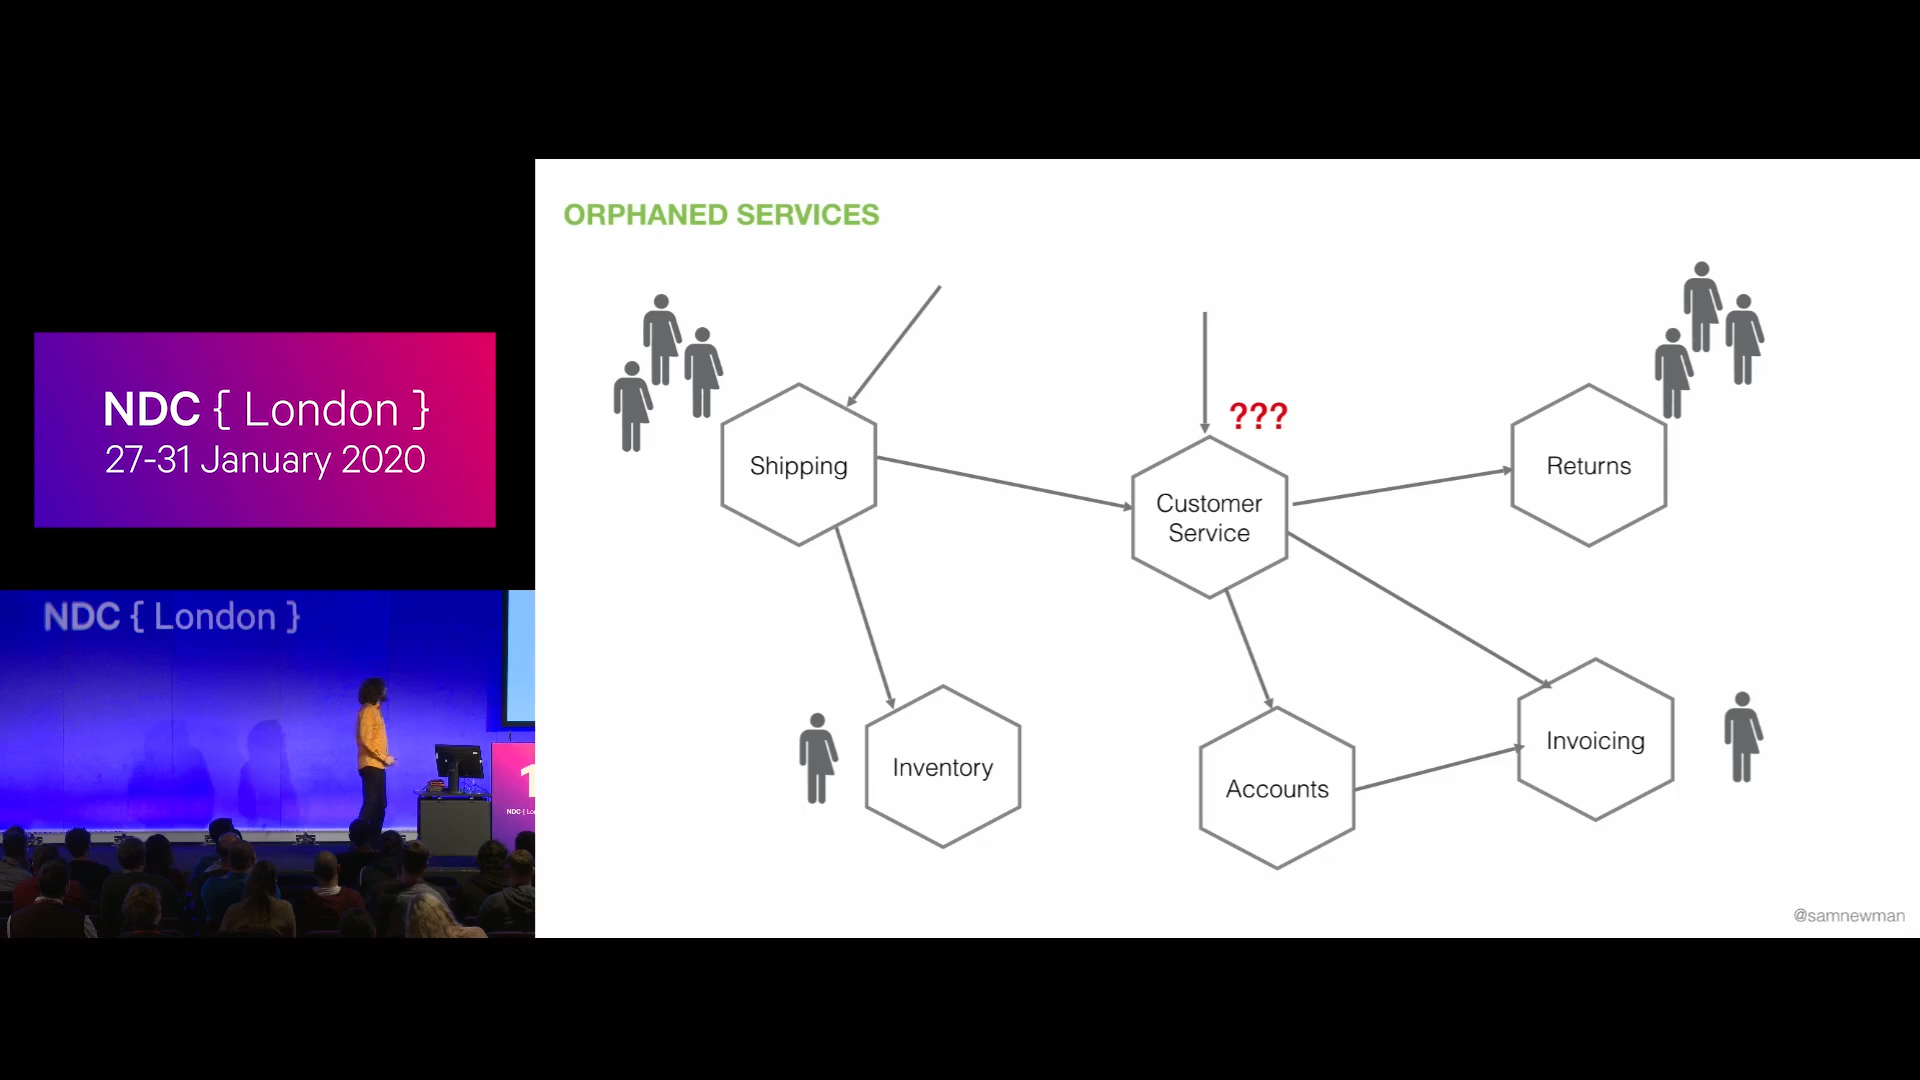 NDC { London }
27-31 January 2020
NDC { London }
ORPHANED SERVICES
???
Shipping
Customer
Service
Returns
Inventory
Accounts
Invoicing
@samnewman